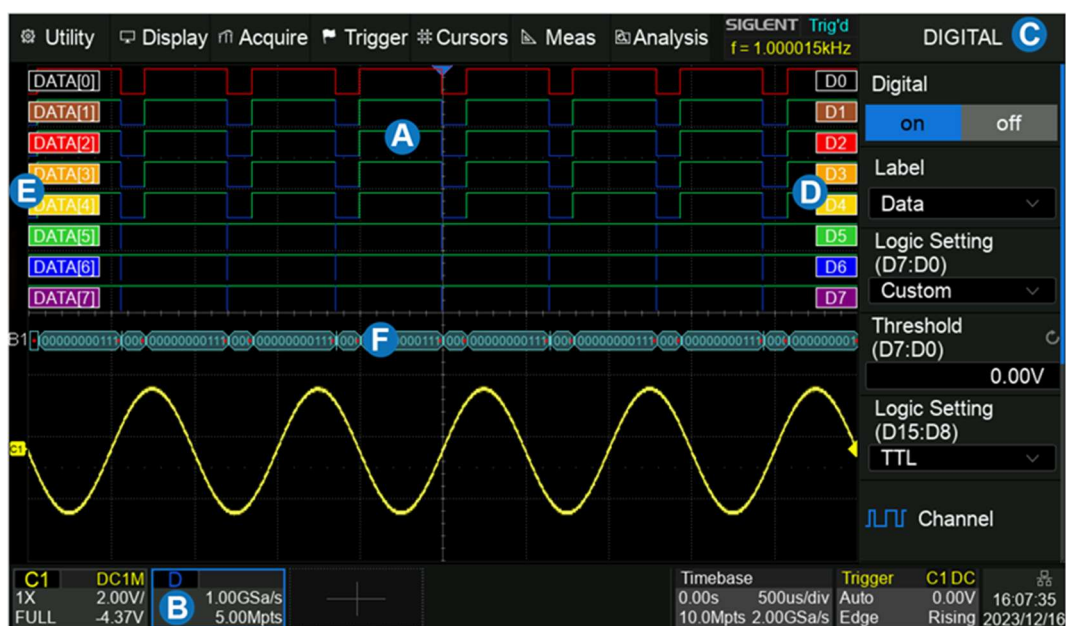 Utility Display Acquire Trigger Cursors Meas Analysis SIGLENT Trig'd DIGITAL C
f = 1.000015kHz
DATA[0] D0 Digital
DATA[1] D1 on off
A
DATA[2] D2
DATA[3] D3 Label
E D
DATA[4] D4 Data
DATA[5] D5 Logic Setting
DATA[6] D6 (D7:D0)
DATA[7] D7 Custom
Threshold
B1 F (D7:D0)
0.00V
Logic Setting
(D15:D8)
C1 TTL
Channel
C1 DC1M D Timebase Trigger C1 DC
1X 2.00V/ B 1.00GSa/s 0.00s 500us/div Auto 0.00V 16:07:35
FULL -4.37V 5.00Mpts 10.0Mpts 2.00GSa/s Edge Rising 2023/12/16